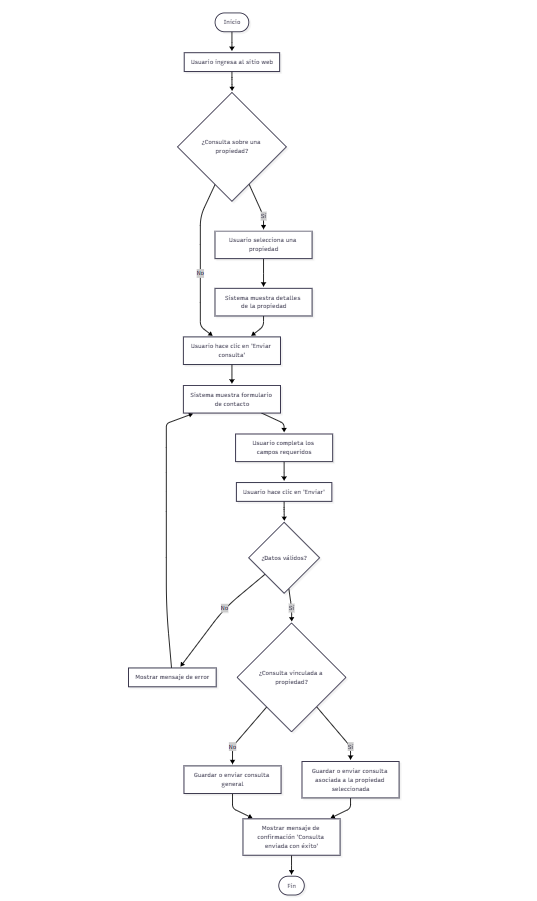 Inicio
Usuario ingresa al sitio web
¿Consulta sobre una
propiedad?
Sí
Usuario selecciona una
propiedad
No
Sistema muestra detalles
de la propiedad
Usuario hace clic en 'Enviar
consulta'
Sistema muestra formulario
de contacto
Usuario completa los
campos requeridos
Usuario hace clic en 'Enviar'
¿Datos válidos?
No
Sí
Mostrar mensaje de error
¿Consulta vinculada a
propiedad?
No
Sí
Guardar o enviar consulta
general
Guardar o enviar consulta
asociada a la propiedad
seleccionada
Mostrar mensaje de
confirmación 'Consulta
enviada con éxito'
Fin